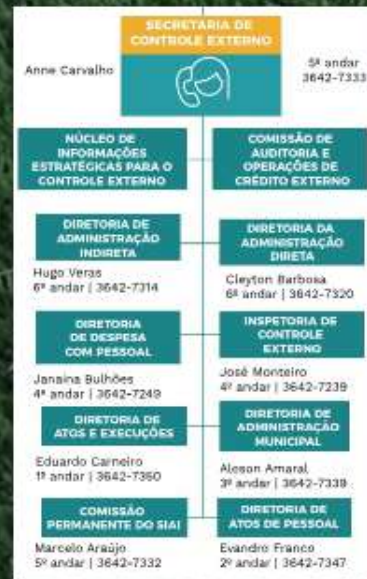 SECRETARIA DE
CONTROLE EXTERNO
Anne Carvalho
5º andar
3642-7333
NÚCLEO DE
INFORMAÇÕES
ESTRATÉGICAS PARA O
CONTROLE EXTERNO
COMISSÃO DE
AUDITORIA E
OPERAÇÕES DE
CRÉDITO EXTERNO
DIRETORIA DE
ADMINISTRAÇÃO
INDIRETA
Hugo Veras
6º andar | 3642-7314
DIRETORIA DA
ADMINISTRAÇÃO
DIRETA
Cleyton Barbosa
6º andar | 3642-7320
DIRETORIA
DE DESPESA
COM PESSOAL
Janaina Bulhões
4º andar | 3642-7249
INSPETORIA DE
CONTROLE
EXTERNO
José Monteiro
4º andar | 3642-7239
DIRETORIA DE
ATOS E EXECUÇÕES
Eduardo Carneiro
1º andar | 3642-7360
DIRETORIA DE
ADMINISTRAÇÃO
MUNICIPAL
Aleson Amaral
3º andar | 3642-7339
COMISSÃO
PERMANENTE DO SIAI
Marcelo Araújo
5º andar | 3642-7332
DIRETORIA DE
ATOS DE PESSOAL
Evandro Franco
2º andar | 3642-7347